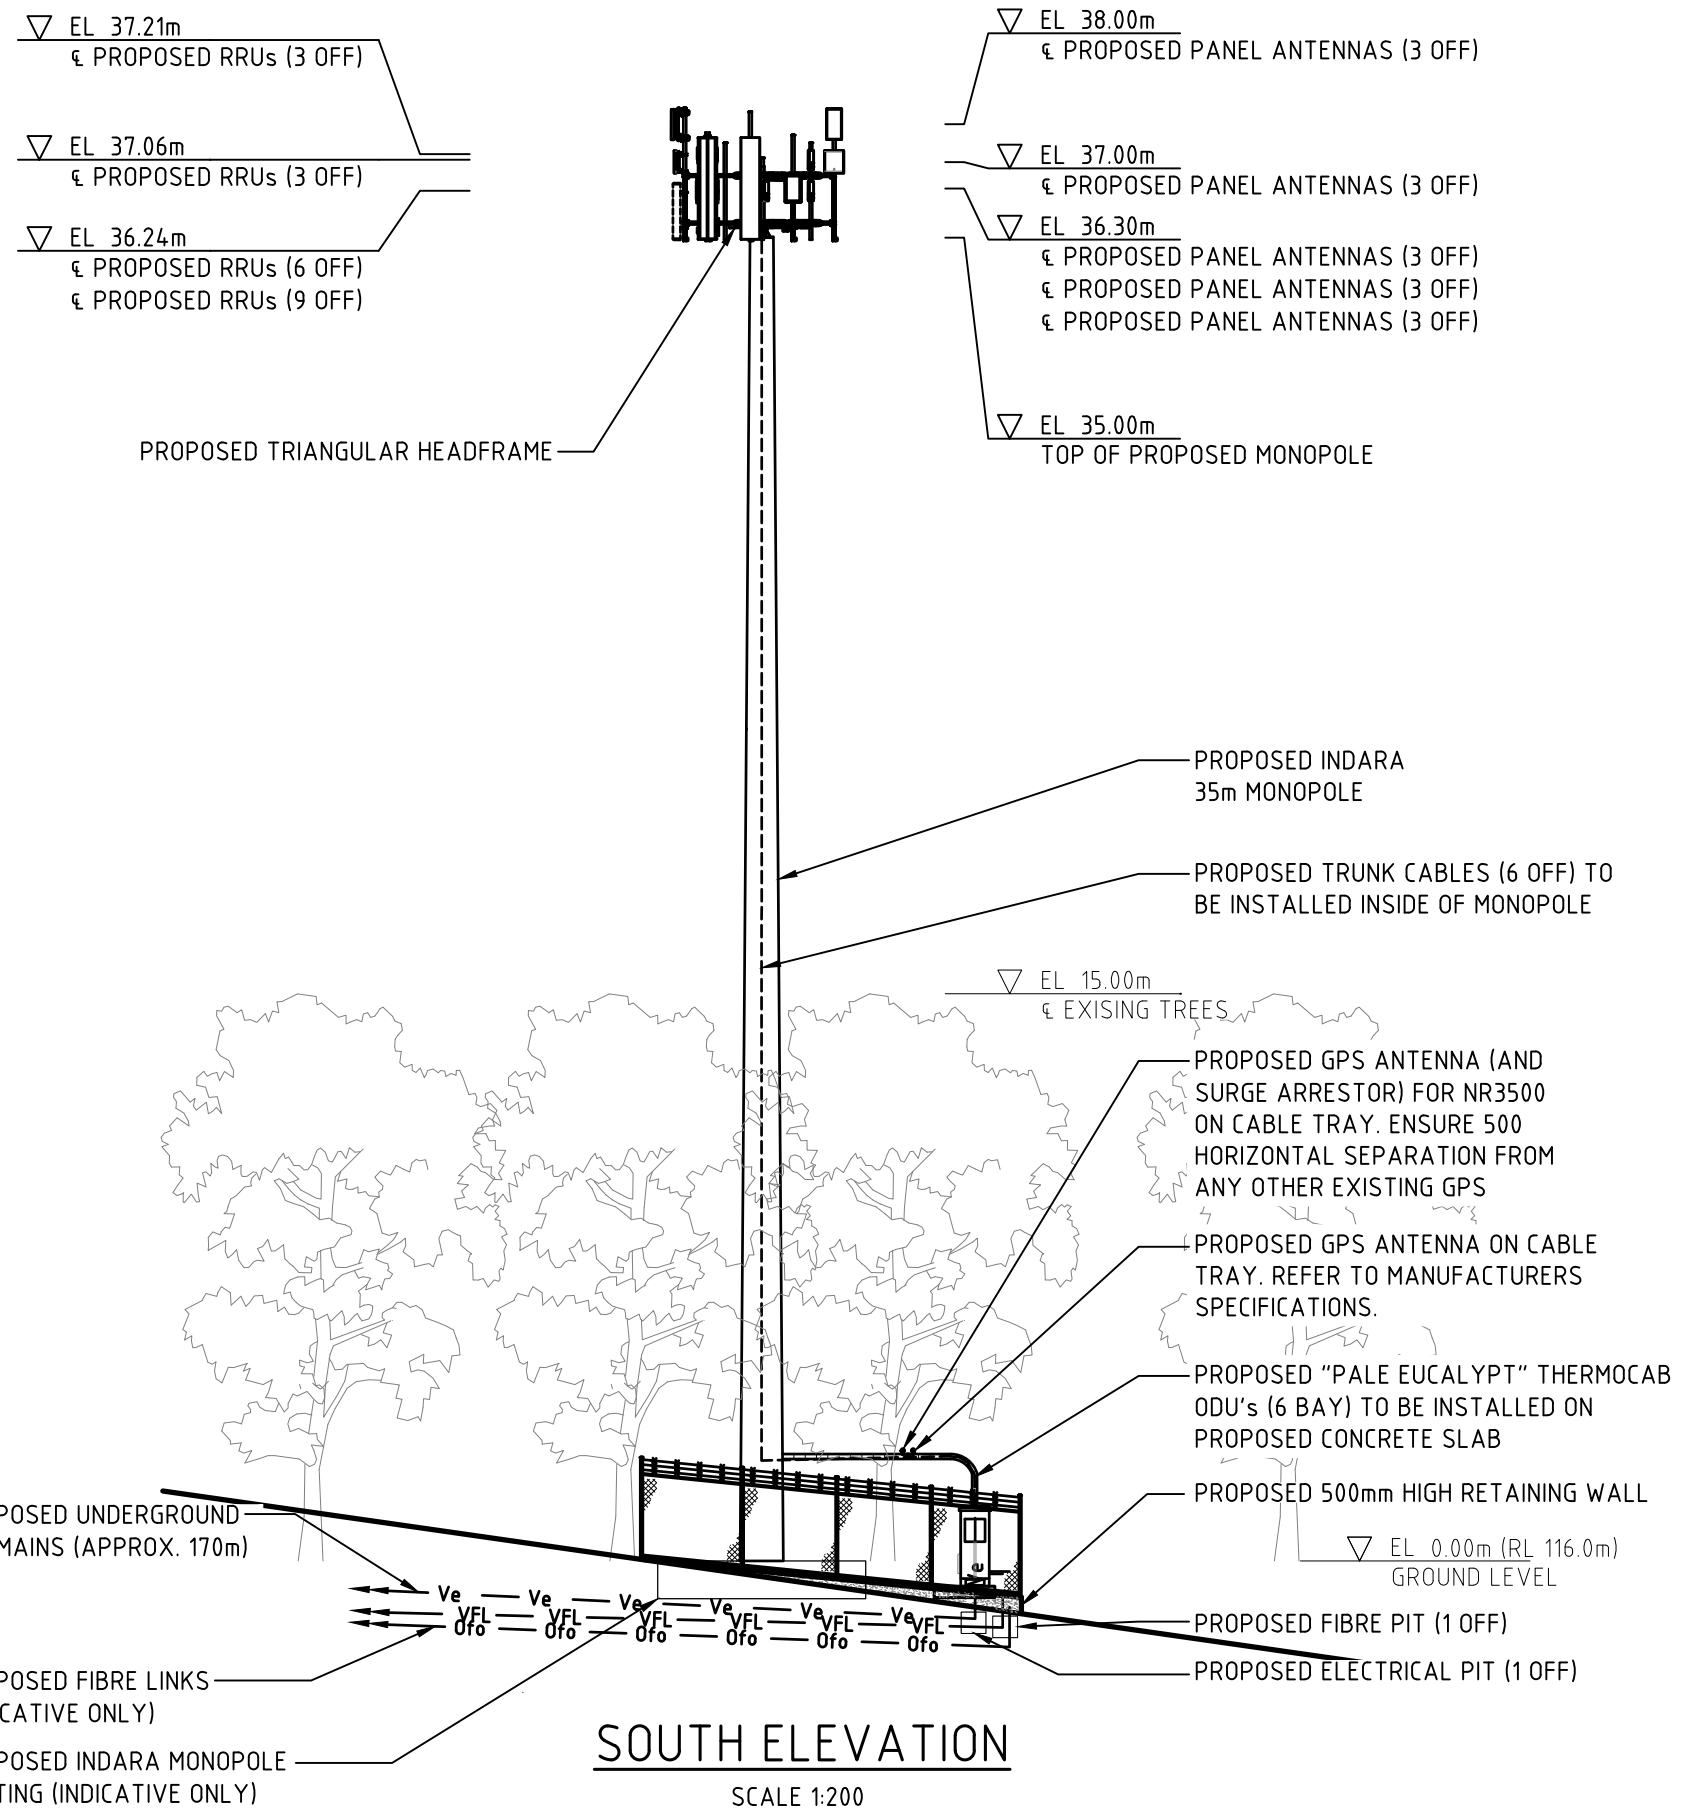 EL 37.21m
℄ PROPOSED RRUs (3 OFF)
EL 37.06m
℄ PROPOSED RRUs (3 OFF)
EL 36.24m
℄ PROPOSED RRUs (6 OFF)
℄ PROPOSED RRUs (9 OFF)
EL 38.00m
℄ PROPOSED PANEL ANTENNAS (3 OFF)
EL 37.00m
℄ PROPOSED PANEL ANTENNAS (3 OFF)
EL 36.30m
℄ PROPOSED PANEL ANTENNAS (3 OFF)
℄ PROPOSED PANEL ANTENNAS (3 OFF)
℄ PROPOSED PANEL ANTENNAS (3 OFF)
EL 35.00m
TOP OF PROPOSED MONOPOLE
PROPOSED TRIANGULAR HEADFRAME
PROPOSED INDARA
35m MONOPOLE
PROPOSED TRUNK CABLES (6 OFF) TO
BE INSTALLED INSIDE OF MONOPOLE
EL 15.00m
℄ EXISING TREES
PROPOSED GPS ANTENNA (AND
SURGE ARRESTOR) FOR NR3500
ON CABLE TRAY. ENSURE 500
HORIZONTAL SEPARATION FROM
ANY OTHER EXISTING GPS
PROPOSED GPS ANTENNA ON CABLE
TRAY. REFER TO MANUFACTURERS
SPECIFICATIONS.
PROPOSED "PALE EUCALYPT" THERMOCAB
ODU's (6 BAY) TO BE INSTALLED ON
PROPOSED CONCRETE SLAB
PROPOSED 500mm HIGH RETAINING WALL
EL 0.00m (RL 116.0m)
GROUND LEVEL
PROPOSED FIBRE PIT (1 OFF)
PROPOSED ELECTRICAL PIT (1 OFF)
POSED UNDERGROUND
MAINS (APPROX. 170m)
Ve Ve Ve Ve Ve Ve Ve
VFL VFL VFL VFL VFL VFL
Ofo Ofo Ofo Ofo Ofo Ofo
POSED FIBRE LINKS
CATIVE ONLY)
POSED INDARA MONOPOLE
TING (INDICATIVE ONLY)
SOUTH ELEVATION
SCALE 1:200